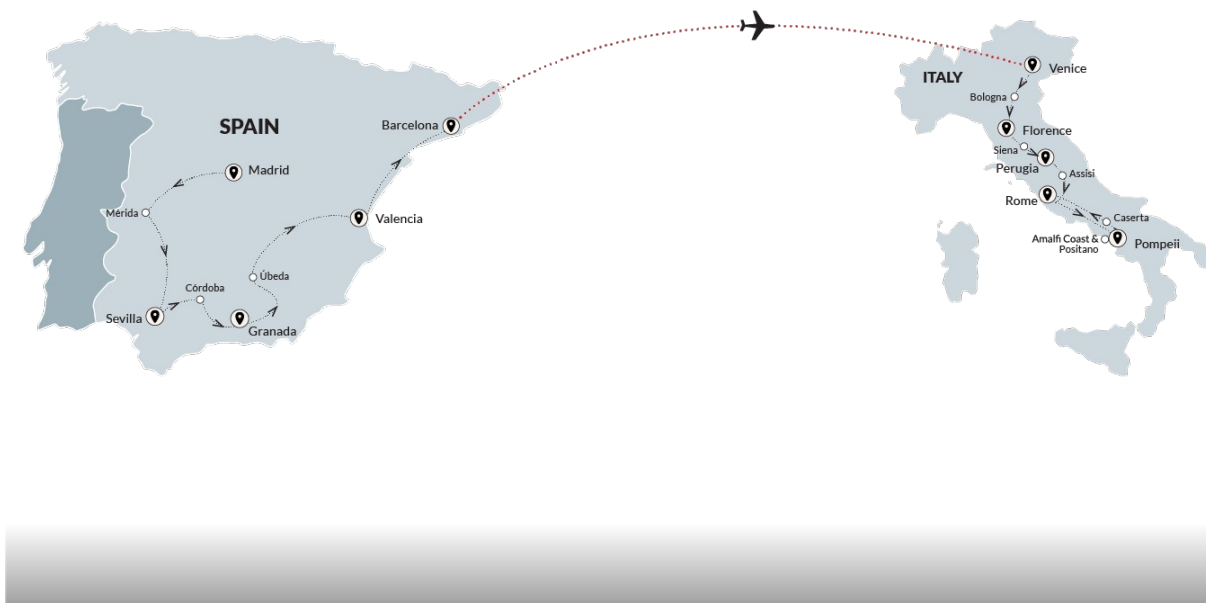 SPAIN
Barcelona
Madrid
Mérida
Valencia
Úbeda
Córdoba
Sevilla
Granada
ITALY
Venice
Bologna
Florence
Siena
Perugia
Assisi
Rome
Caserta
Amalfi Coast &
Positano
Pompeii